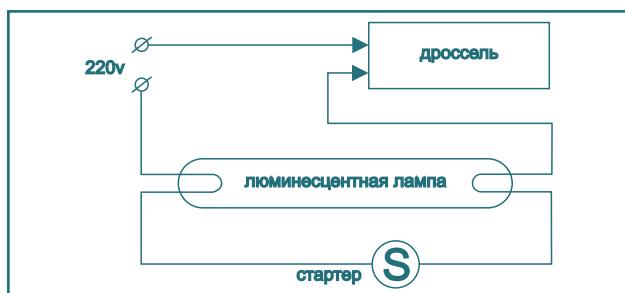 дроссель
220v
люминесцентная лампа
стартер
S